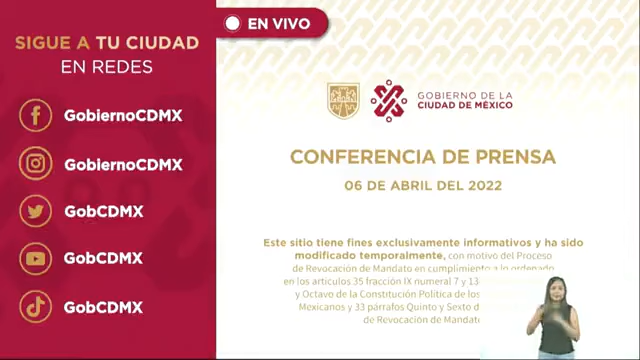 SIGUE A TU CIUDAD
EN REDES
GobiernoCDMX
GobiernoCDMX
GobCDMX
GobCDMX
GobCDMX
EN VIVO
GOBIERNO DE LA
CIUDAD DE MÉXICO
CONFERENCIA DE PRENSA
06 DE ABRIL DEL 2022
Este sitio tiene fines exclusivamente informativos y ha sido
modificado temporalmente, con motivo del Proceso
de Revocación de Mandato en cumplimiento a lo ordenado
en los artículos 35 fracción IX numeral 7 y 13
y Octavo de la Constitución Política de los
Mexicanos y 33 párrafos Quinto y Sexto d
de Revocación de Mandato